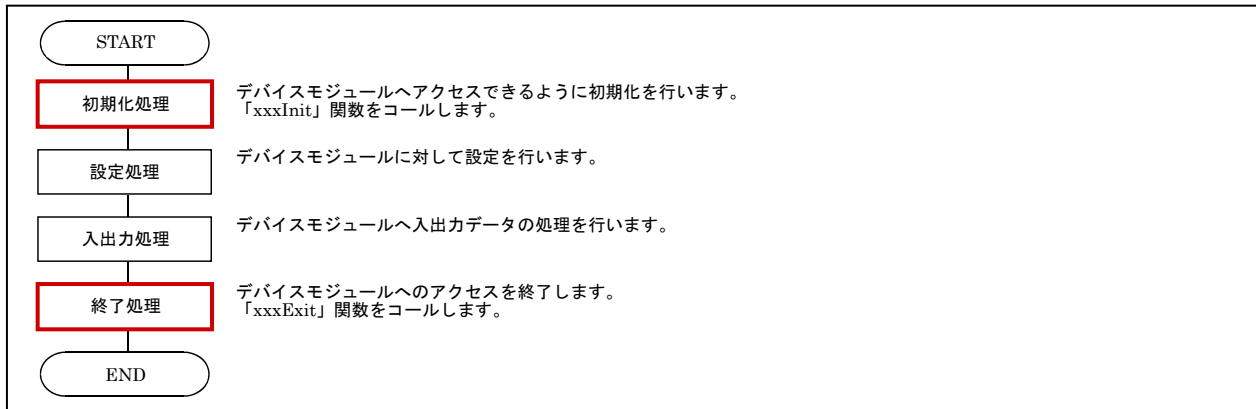 START
初期化処理
デバイスモジュールへアクセスできるように初期化を行います。
「xxxInit」関数をコールします。
設定処理
デバイスモジュールに対して設定を行います。
入出力処理
デバイスモジュールへ入出力データの処理を行います。
終了処理
デバイスモジュールへのアクセスを終了します。
「xxxExit」関数をコールします。
END